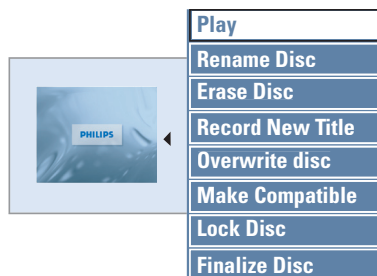 Play
Rename Disc
Erase Disc
Record New Title
PHILIPS
Overwrite disc
Make Compatible
Lock Disc
Finalize Disc